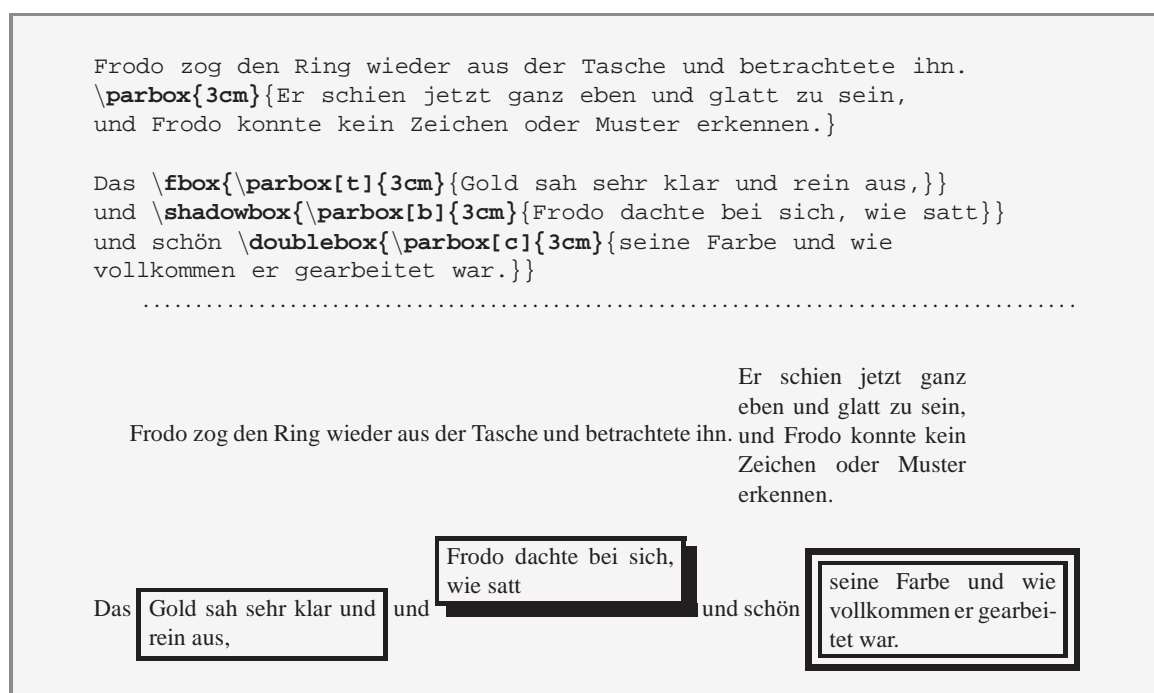 Frodo zog den Ring wieder aus der Tasche und betrachtete ihn.
\parbox{3cm}{Er schien jetzt ganz eben und glatt zu sein,
und Frodo konnte kein Zeichen oder Muster erkennen.}
Das \fbox{\parbox[t]{3cm}{Gold sah sehr klar und rein aus,}}
und \shadowbox{\parbox[b]{3cm}{Frodo dachte bei sich, wie satt}}
und schön \doublebox{\parbox[c]{3cm}{seine Farbe und wie
vollkommen er gearbeitet war.}}
Frodo zog den Ring wieder aus der Tasche und betrachtete ihn.
Er schien jetzt ganz
eben und glatt zu sein,
und Frodo konnte kein
Zeichen oder Muster
erkennen.
Das
Gold sah sehr klar und
rein aus,
und
Frodo dachte bei sich,
wie satt
und schön
seine Farbe und wie
vollkommen er gearbei-
tet war.